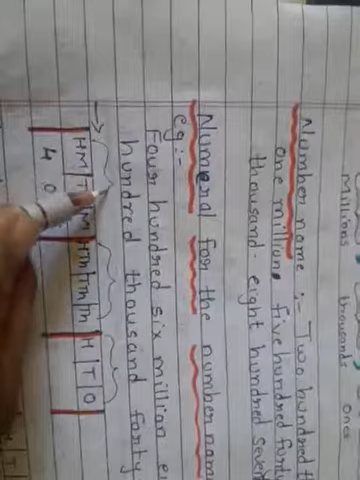 Millions thousands ones
Number name :- Two hundred
one million, five hundred forty
thousand. eight hundred seven
Numeral for the number name
eg:-
Four hundred six million
hundred thousand forty
HM T M HTh TTh Th H T O
4 0